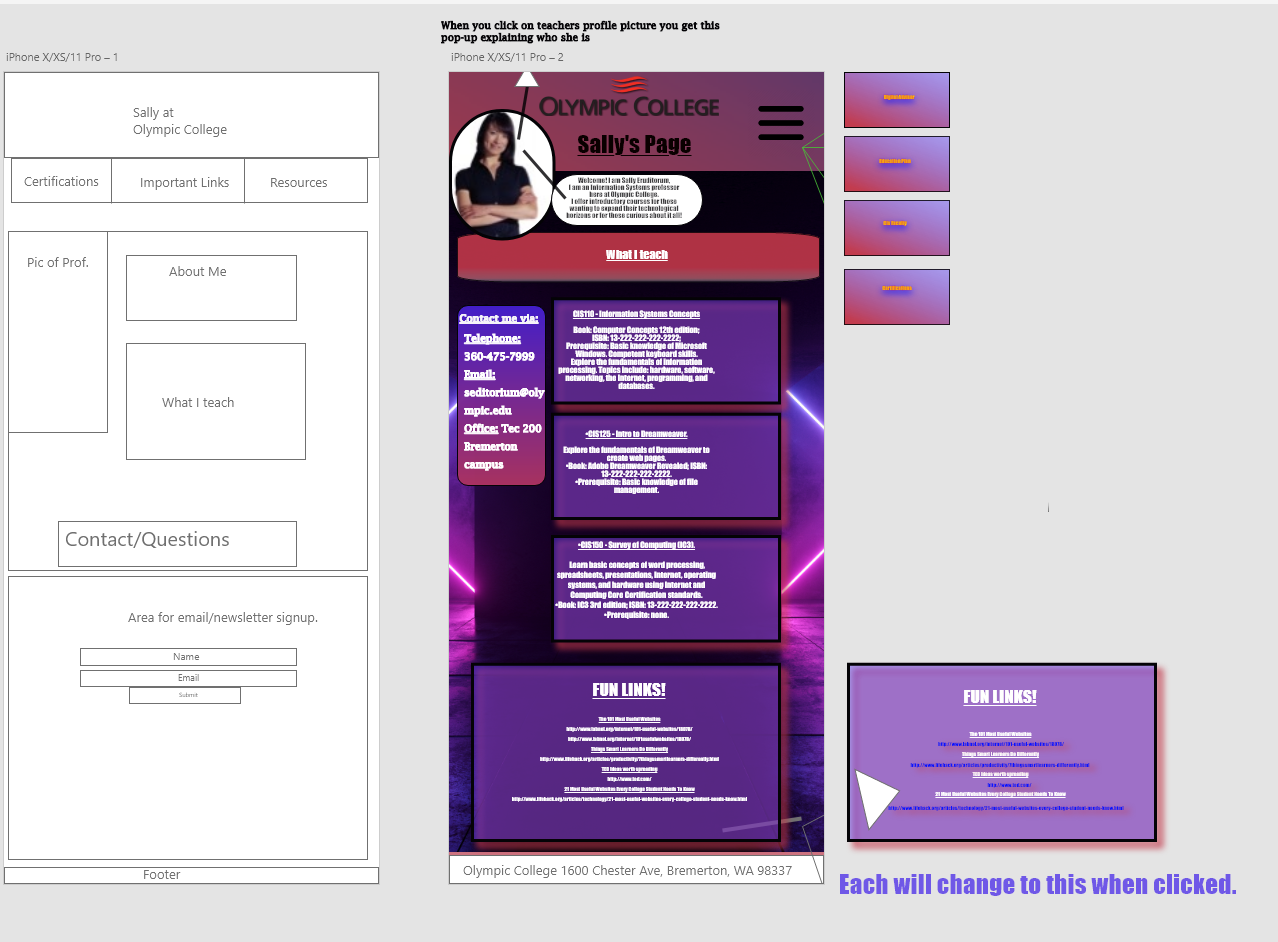 When you click on teachers profile picture you get this
pop-up explaining who she is
iPhone X/XS/11 Pro – 1
Sally at
Olympic College
Certifications
Important Links
Resources
Pic of Prof.
About Me
What I teach
Contact/Questions
Area for email/newsletter signup.
Name
Email
Submit
Footer
iPhone X/XS/11 Pro – 2
OLYMPIC COLLEGE
Sally's Page
Welcome! I am Sally Eruditorum,
I am an Information Systems professor
here at Olympic College.
I offer introductory courses for those
wanting to expand their technological
horizons or for those curious about it all!
What I teach
Contact me via:
Telephone:
360-475-7999
Email:
seditorium@oly
mpic.edu
Office: Tec 200
Bremerton
campus
CIS110 - Information Systems Concepts
Book: Computer Concepts 12th edition;
ISBN: 13-222-222-222-2222;
Prerequisite: Basic knowledge of Microsoft
Windows. Competent keyboard skills.
Explore the fundamentals of information
processing. Topics include: hardware, software,
networking, the Internet, programming, and
databases.
•CIS125 - Intro to Dreamweaver.
Explore the fundamentals of Dreamweaver to
create web pages.
•Book: Adobe Dreamweaver Revealed; ISBN:
13-222-222-222-2222.
•Prerequisite: Basic knowledge of file
management.
•CIS150 - Survey of Computing (IC3).
Learn basic concepts of word processing,
spreadsheets, presentations, Internet, operating
systems, and hardware using Internet and
Computing Core Certification standards.
•Book: IC3 3rd edition; ISBN: 13-222-222-222-2222.
•Prerequisite: none.
FUN LINKS!
The 101 Most Useful Websites
Things Smart Learners Do Differently
TED Ideas worth spreading
http://www.ted.com/
21 Most Useful Websites Every College Student Needs To Know
Olympic College 1600 Chester Ave, Bremerton, WA 98337
FUN LINKS!
The 101 Most Useful Websites
Things Smart Learners Do Differently
TED Ideas worth spreading
http://www.ted.com/
21 Most Useful Websites Every College Student Needs To Know
Each will change to this when clicked.